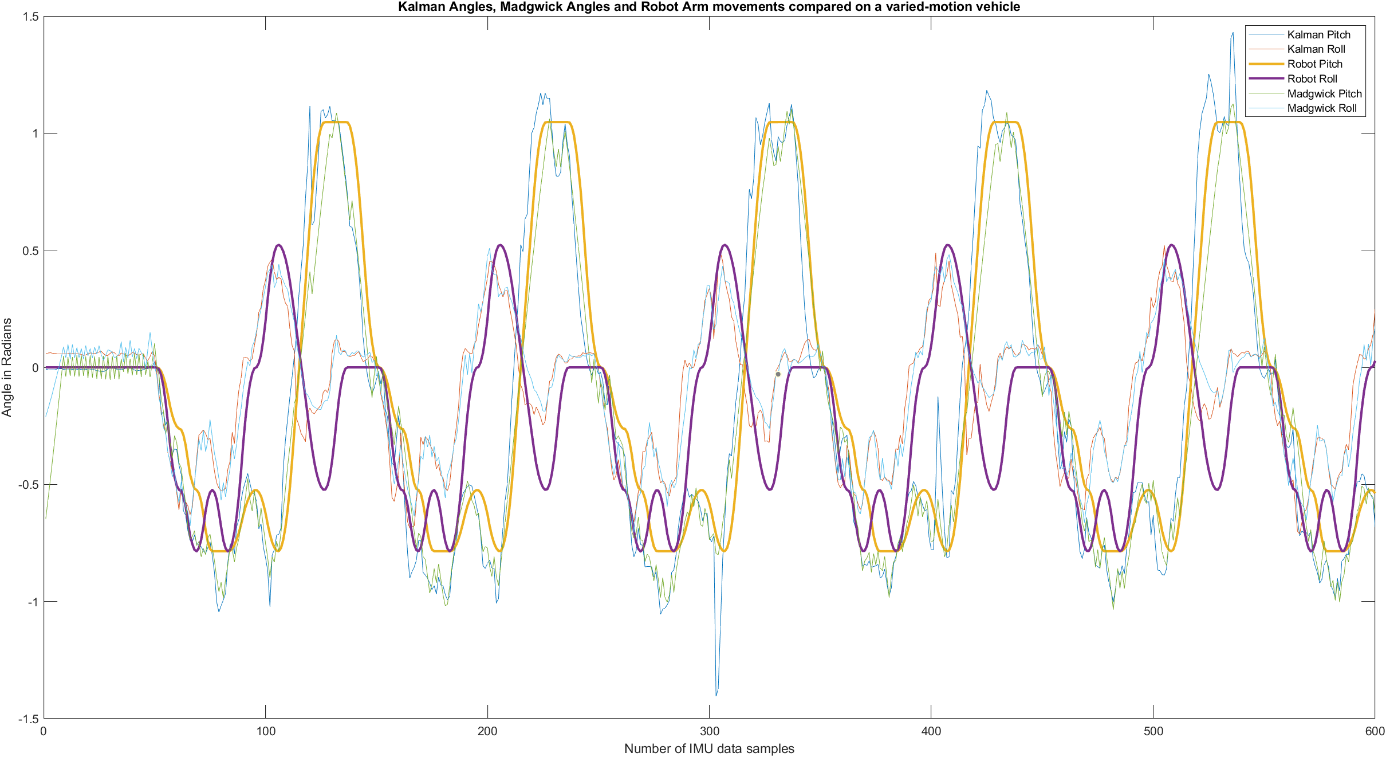 Kalman Angles, Madgwick Angles and Robot Arm movements compared on a varied-motion vehicle
1.5
1
0.5
0
-0.5
-1
-1.5
Angle in Radians
Kalman Pitch
Kalman Roll
Robot Pitch
Robot Roll
Madgwick Pitch
Madgwick Roll
0 100 200 300 400 500 600
Number of IMU data samples